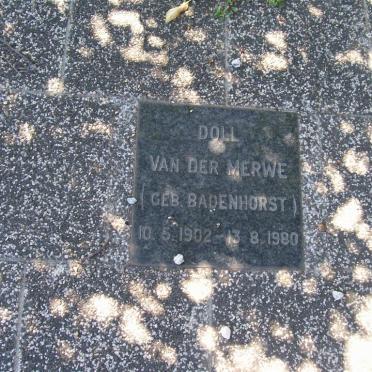 DOLL
VAN DER MERWE
( GEB. BADENHORST )
10.5.1902 - 13.8.1980